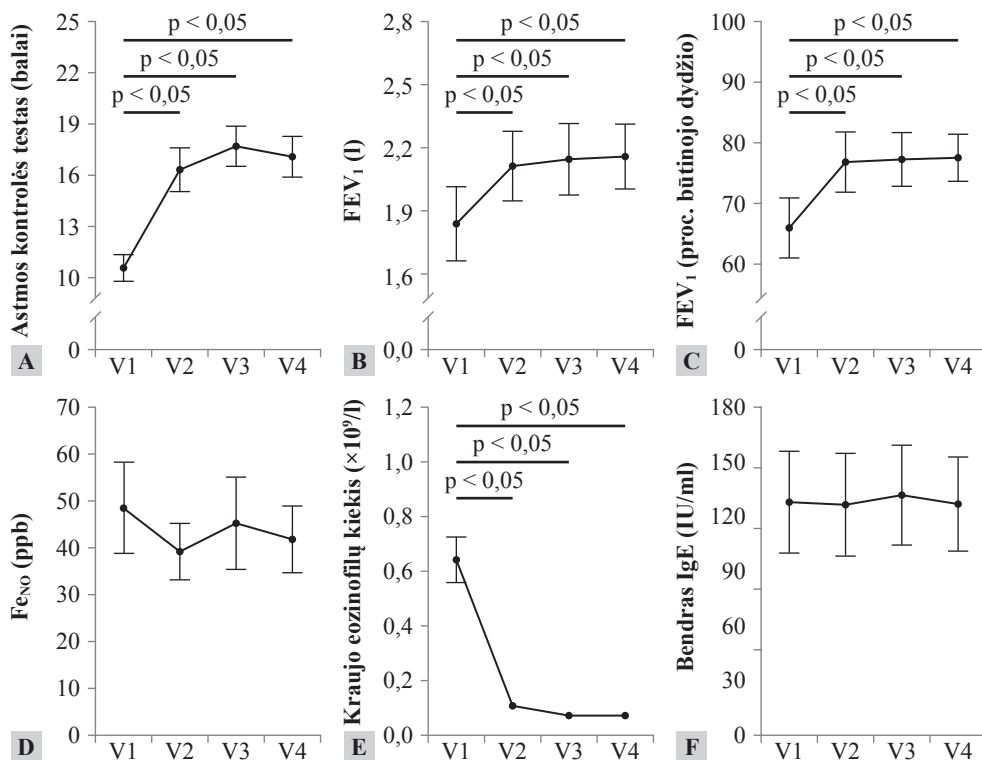 Astmos kontrolės testas (balai)
25
22
19
16
13
10
0
p < 0,05
p < 0,05
p < 0,05
V1 V2 V3 V4
A
FEV₁ (l)
2,8
2,5
2,2
1,9
1,6
0,0
p < 0,05
p < 0,05
p < 0,05
V1 V2 V3 V4
B
FEV₁ (proc. būtinojo dydžio)
100
90
80
70
60
0
p < 0,05
p < 0,05
p < 0,05
V1 V2 V3 V4
C
Fe_NO (ppb)
70
60
50
40
30
20
10
0
V1 V2 V3 V4
D
Kraujo eozinofilų kiekis (×10⁹/l)
1,2
1,0
0,8
0,6
0,4
0,2
0,0
p < 0,05
p < 0,05
p < 0,05
V1 V2 V3 V4
E
Bendras IgE (IU/ml)
180
150
120
90
60
30
0
V1 V2 V3 V4
F